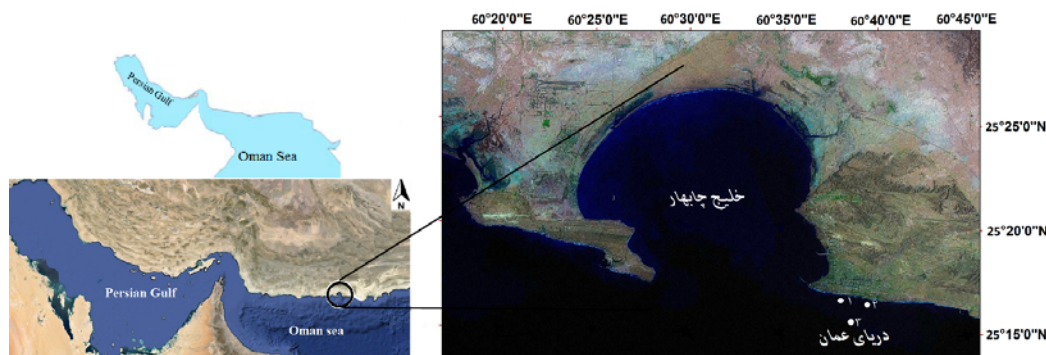 Persian Gulf
Oman Sea
N
Persian Gulf
Oman sea
60°20'0"E 60°25'0"E 60°30'0"E 60°35'0"E 60°40'0"E 60°45'0"E
25°25'0"N
25°20'0"N
25°15'0"N
خلیج چابهار
۱
۲
۳
دریای عمان